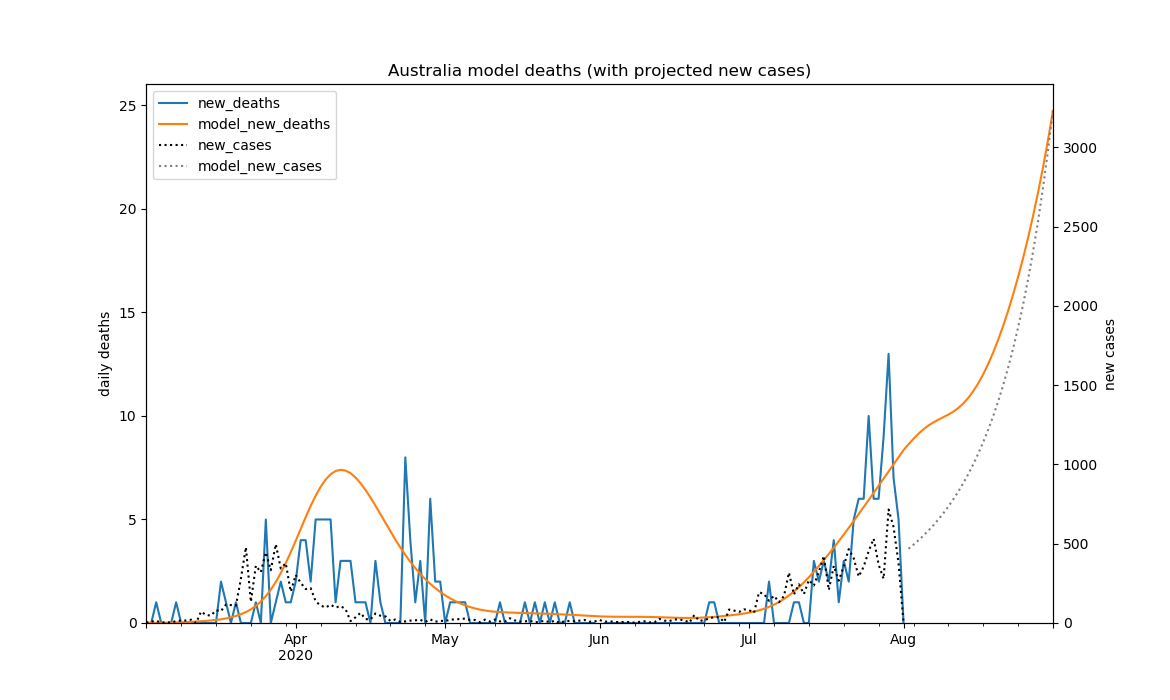 Australia model deaths (with projected new cases)
new_deaths
model_new_deaths
new_cases
model_new_cases
25
20
15
10
5
0
daily deaths
3000
2500
2000
1500
1000
500
0
new cases
Apr
2020
May
Jun
Jul
Aug